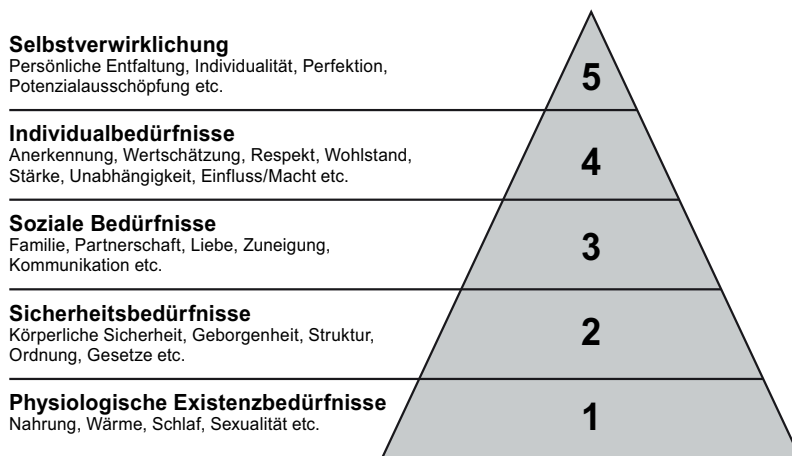 Selbstverwirklichung
Persönliche Entfaltung, Individualität, Perfektion,
Potenzialausschöpfung etc.
5
Individualbedürfnisse
Anerkennung, Wertschätzung, Respekt, Wohlstand,
Stärke, Unabhängigkeit, Einfluss/Macht etc.
4
Soziale Bedürfnisse
Familie, Partnerschaft, Liebe, Zuneigung,
Kommunikation etc.
3
Sicherheitsbedürfnisse
Körperliche Sicherheit, Geborgenheit, Struktur,
Ordnung, Gesetze etc.
2
Physiologische Existenzbedürfnisse
Nahrung, Wärme, Schlaf, Sexualität etc.
1